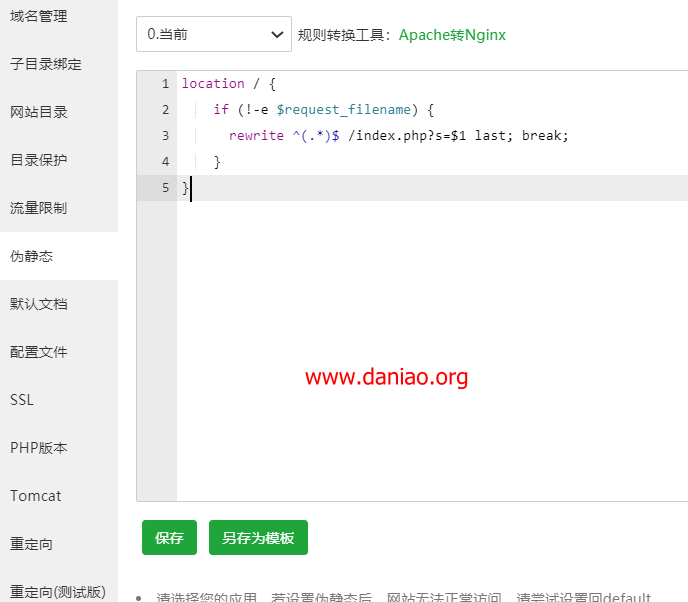 域名管理
子目录绑定
网站目录
目录保护
流量限制
伪静态
默认文档
配置文件
SSL
PHP版本
Tomcat
重定向
重定向(测试版)
0.当前
规则转换工具：Apache转Nginx
1 location / {
2 if (!-e $request_filename) {
3 rewrite ^(.*)$ /index.php?s=$1 last; break;
4 }
5 }
www.daniao.org
保存
另存为模板
请选择您的应用，若设置伪静态后，网站无法正常访问，请尝试设置回default